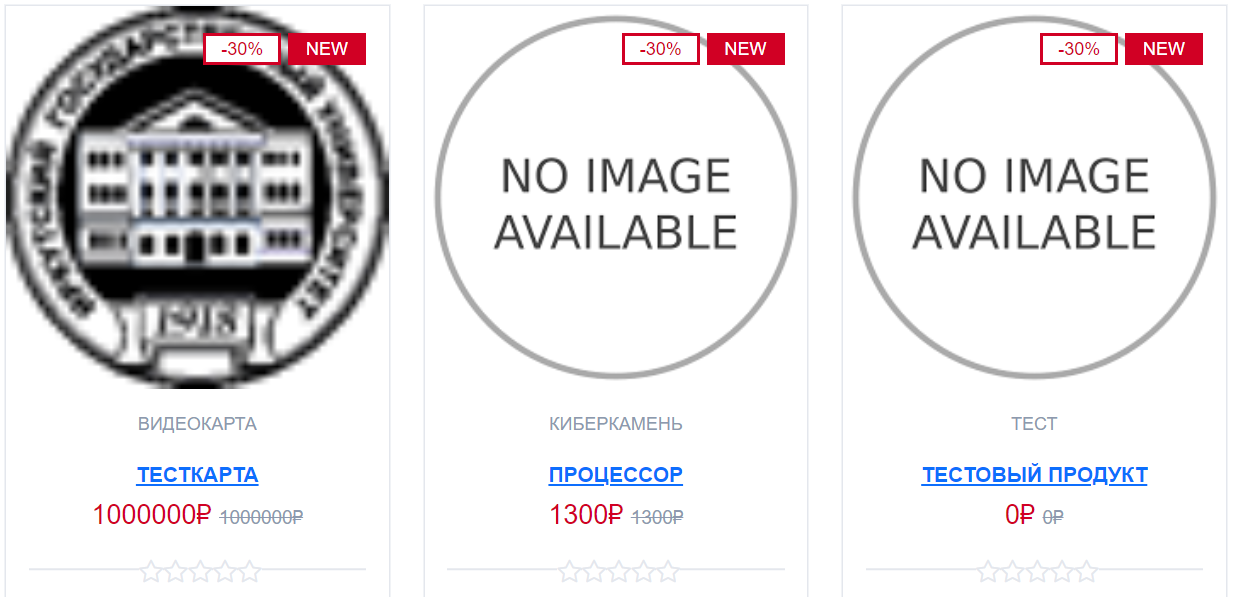 -30% NEW
ИРКУТСКИЙ ГОСУДАРСТВЕННЫЙ УНИВЕРСИТЕТ
1918
ВИДЕОКАРТА
ТЕСТКАРТА
1000000₽ 1000000₽
-30% NEW
NO IMAGE
AVAILABLE
КИБЕРКАМЕНЬ
ПРОЦЕССОР
1300₽ 1300₽
-30% NEW
NO IMAGE
AVAILABLE
ТЕСТ
ТЕСТОВЫЙ ПРОДУКТ
0₽ 0₽